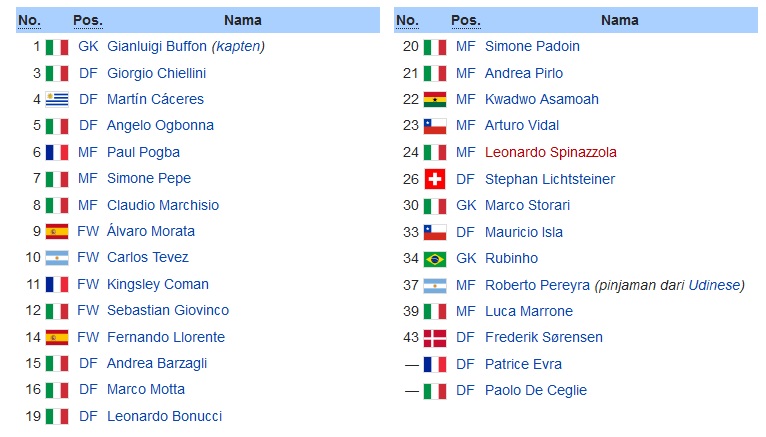 No. Pos. Nama
1 GK Gianluigi Buffon (kapten)
3 DF Giorgio Chiellini
4 DF Martín Cáceres
5 DF Angelo Ogbonna
6 MF Paul Pogba
7 MF Simone Pepe
8 MF Claudio Marchisio
9 FW Álvaro Morata
10 FW Carlos Tevez
11 FW Kingsley Coman
12 FW Sebastian Giovinco
14 FW Fernando Llorente
15 DF Andrea Barzagli
16 DF Marco Motta
19 DF Leonardo Bonucci
No. Pos. Nama
20 MF Simone Padoin
21 MF Andrea Pirlo
22 MF Kwadwo Asamoah
23 MF Arturo Vidal
24 MF Leonardo Spinazzola
26 DF Stephan Lichtsteiner
30 GK Marco Storari
33 DF Mauricio Isla
34 GK Rubinho
37 MF Roberto Pereyra (pinjaman dari Udinese)
39 MF Luca Marrone
43 DF Frederik Sørensen
— DF Patrice Evra
— DF Paolo De Ceglie